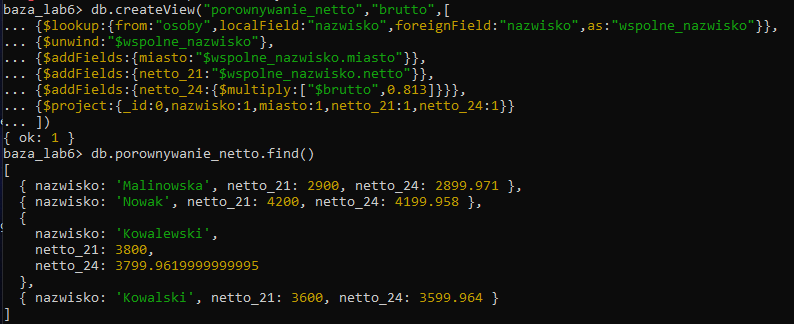 baza_lab6> db.createView("porownywanie_netto","brutto",[
... {$lookup:{from:"osoby",localField:"nazwisko",foreignField:"nazwisko",as:"wspolne_nazwisko"}},
... {$unwind:"$wspolne_nazwisko"},
... {$addFields:{miasto:"$wspolne_nazwisko.miasto"}},
... {$addFields:{netto_21:"$wspolne_nazwisko.netto"}},
... {$addFields:{netto_24:{$multiply:["$brutto",0.813]}}},
... {$project:{_id:0,nazwisko:1,miasto:1,netto_21:1,netto_24:1}}
... ])
{ ok: 1 }
baza_lab6> db.porownywanie_netto.find()
[
  { nazwisko: 'Malinowska', netto_21: 2900, netto_24: 2899.971 },
  { nazwisko: 'Nowak', netto_21: 4200, netto_24: 4199.958 },
  {
    nazwisko: 'Kowalewski',
    netto_21: 3800,
    netto_24: 3799.9619999999995
  },
  { nazwisko: 'Kowalski', netto_21: 3600, netto_24: 3599.964 }
]